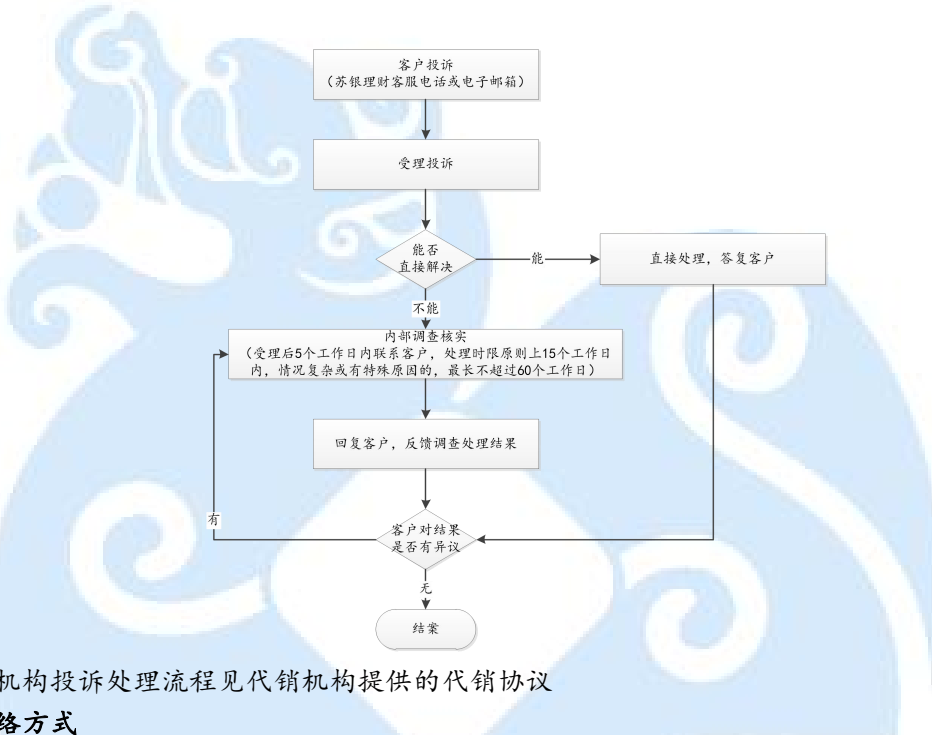 客户投诉
（苏银理财客服电话或电子邮箱）
受理投诉
能否
直接解决
能
直接处理，答复客户
不能
内部调查核实
（受理后5个工作日内联系客户，处理时限原则上15个工作日
内，情况复杂或有特殊原因的，最长不超过60个工作日）
回复客户，反馈调查处理结果
有
客户对结果
是否有异议
无
结案
机构投诉处理流程见代销机构提供的代销协议
络方式